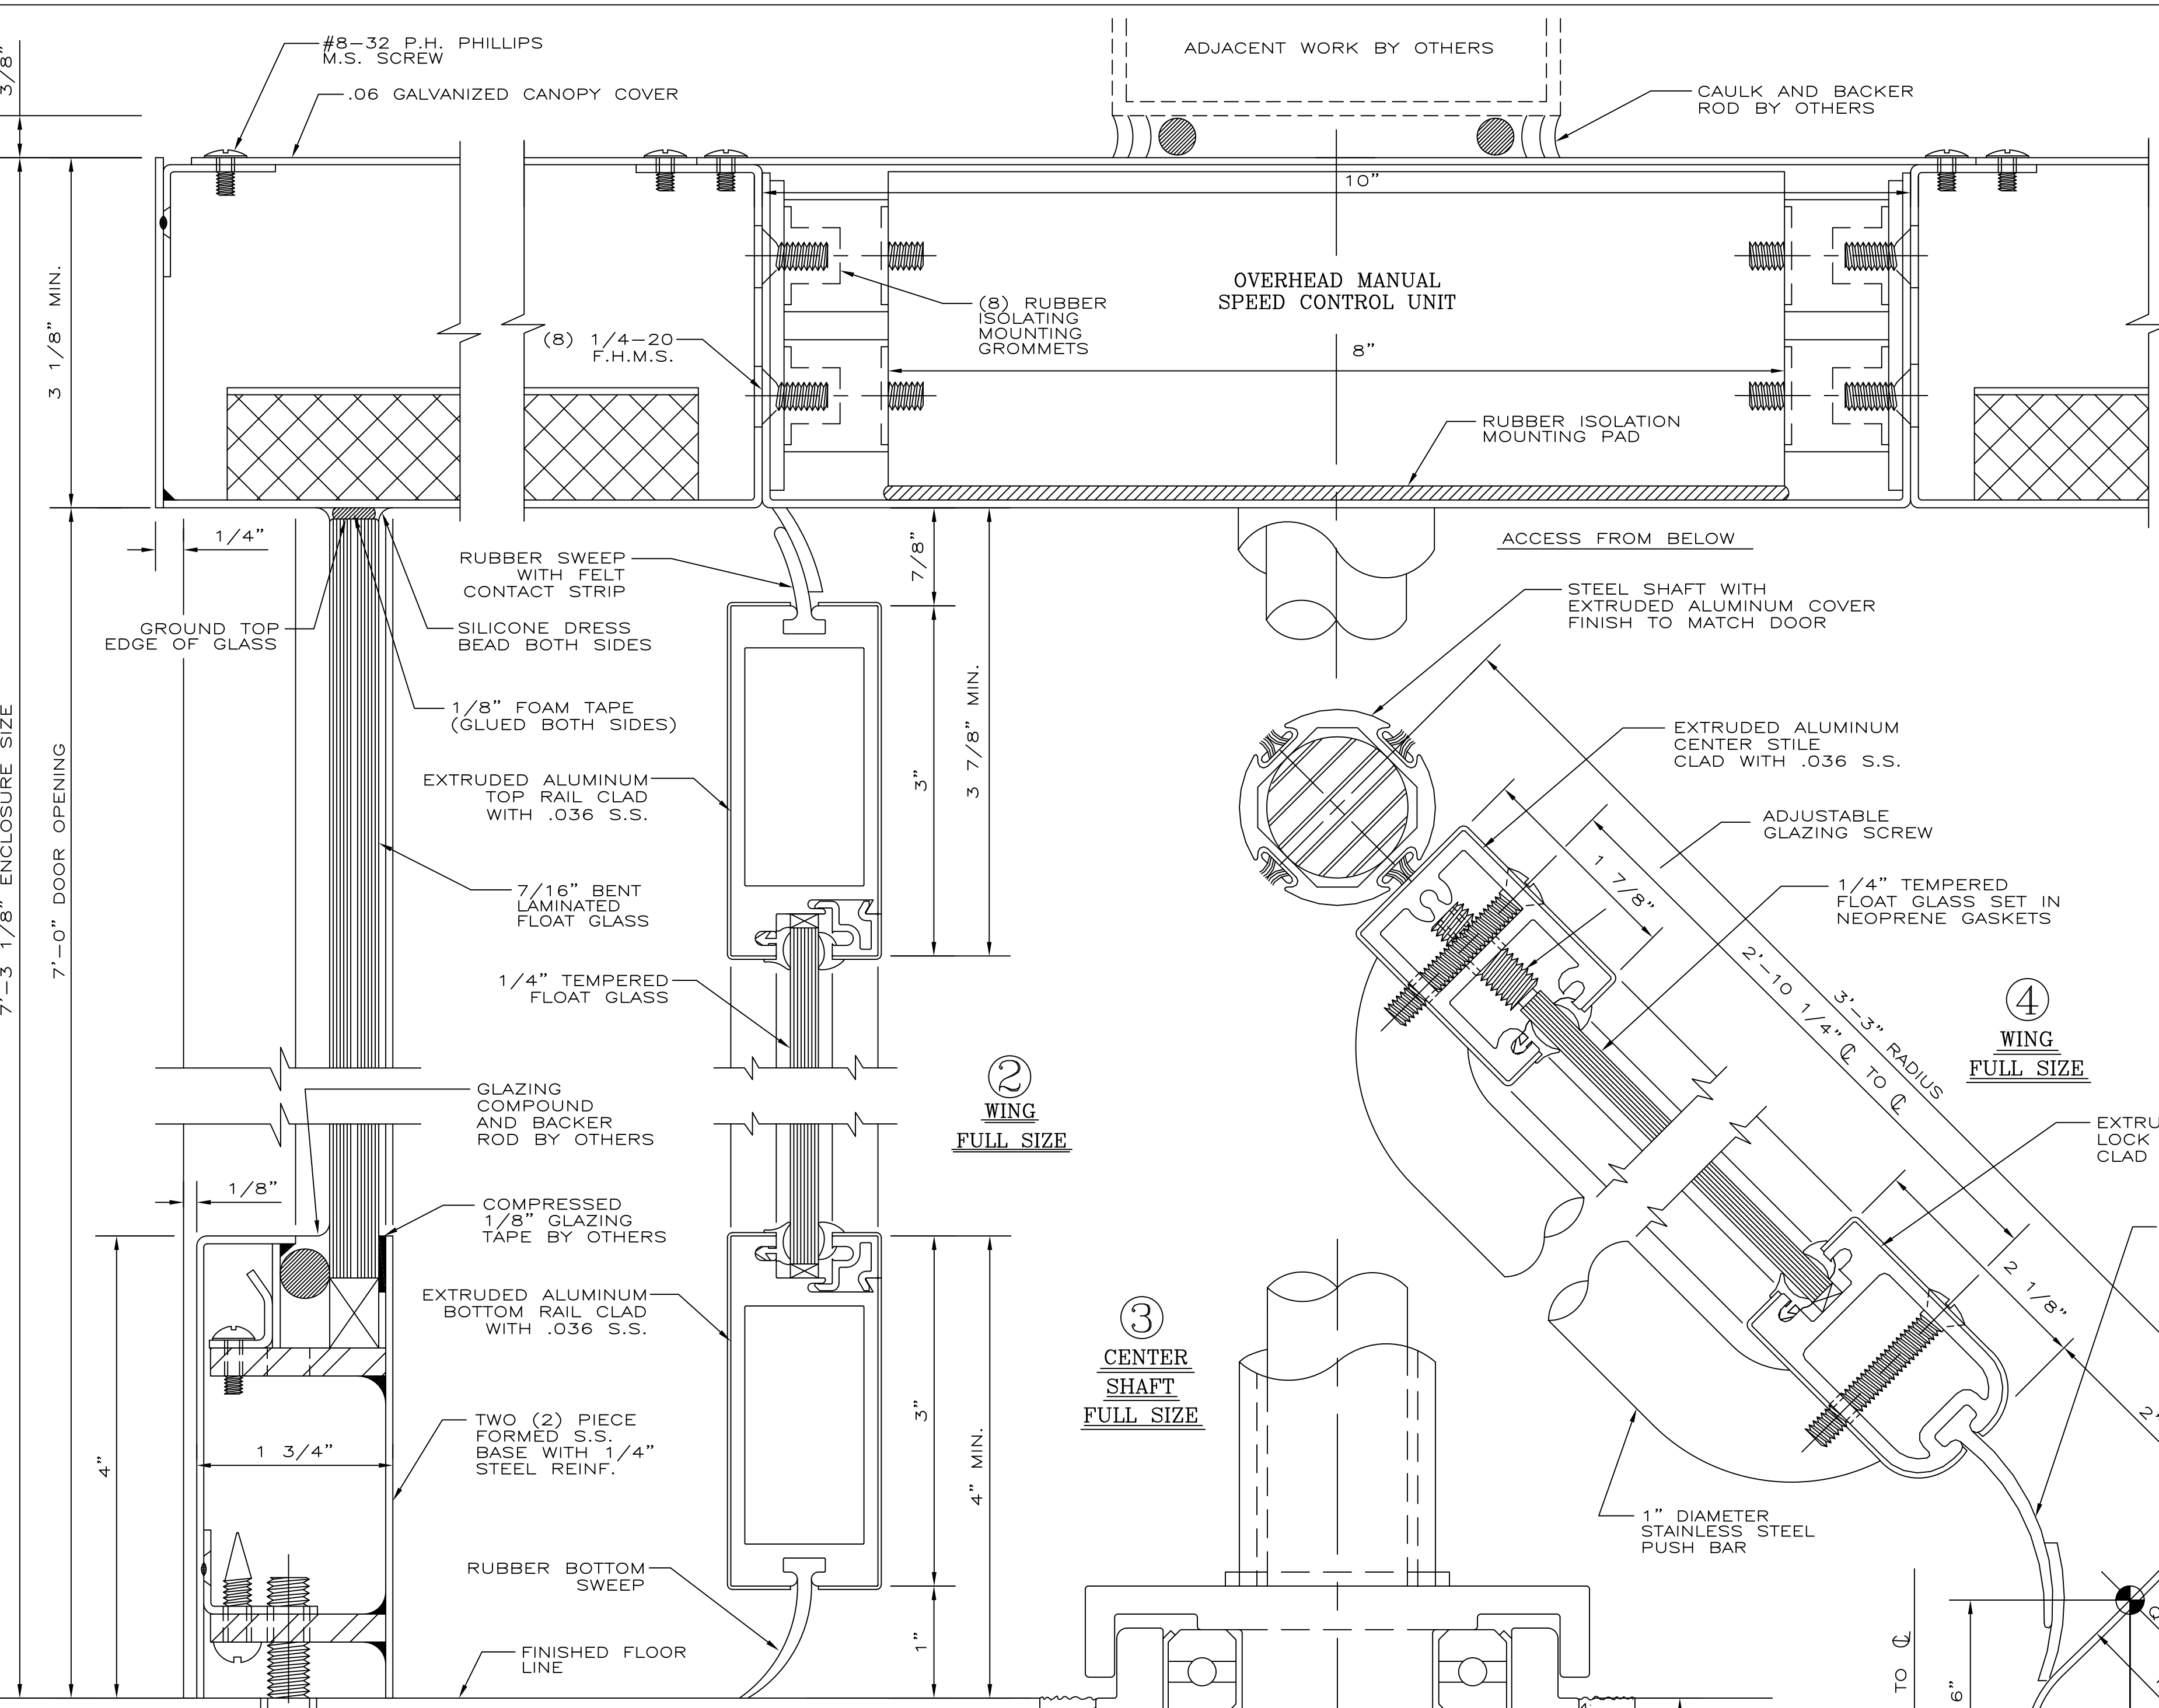 3/8"
#8-32 P.H. PHILLIPS
M.S. SCREW
.06 GALVANIZED CANOPY COVER
ADJACENT WORK BY OTHERS
CAULK AND BACKER
ROD BY OTHERS
10"
3 1/8" MIN.
(8) RUBBER
ISOLATING
MOUNTING
GROMMETS
OVERHEAD MANUAL
SPEED CONTROL UNIT
(8) 1/4-20
F.H.M.S.
8"
RUBBER ISOLATION
MOUNTING PAD
ACCESS FROM BELOW
1/4"
RUBBER SWEEP
WITH FELT
CONTACT STRIP
7/8"
STEEL SHAFT WITH
EXTRUDED ALUMINUM COVER
FINISH TO MATCH DOOR
GROUND TOP
EDGE OF GLASS
SILICONE DRESS
BEAD BOTH SIDES
1/8" FOAM TAPE
(GLUED BOTH SIDES)
EXTRUDED ALUMINUM
TOP RAIL CLAD
WITH .036 S.S.
3"
3 7/8" MIN.
EXTRUDED ALUMINUM
CENTER STILE
CLAD WITH .036 S.S.
ADJUSTABLE
GLAZING SCREW
1 7/8"
1/4" TEMPERED
FLOAT GLASS SET IN
NEOPRENE GASKETS
7'-3 1/8" ENCLOSURE SIZE
7'-0" DOOR OPENING
7/16" BENT
LAMINATED
FLOAT GLASS
1/4" TEMPERED
FLOAT GLASS
2'-10 1/4" ℄ TO ℄
3'-3" RADIUS
4
WING
FULL SIZE
2
WING
FULL SIZE
GLAZING
COMPOUND
AND BACKER
ROD BY OTHERS
EXTRU
LOCK
CLAD
1/8"
COMPRESSED
1/8" GLAZING
TAPE BY OTHERS
EXTRUDED ALUMINUM
BOTTOM RAIL CLAD
WITH .036 S.S.
3
CENTER
SHAFT
FULL SIZE
2 1/8"
2"
TWO (2) PIECE
FORMED S.S.
BASE WITH 1/4"
STEEL REINF.
1 3/4"
4"
3"
4" MIN.
1" DIAMETER
STAINLESS STEEL
PUSH BAR
RUBBER BOTTOM
SWEEP
1"
FINISHED FLOOR
LINE
TO ℄
6"